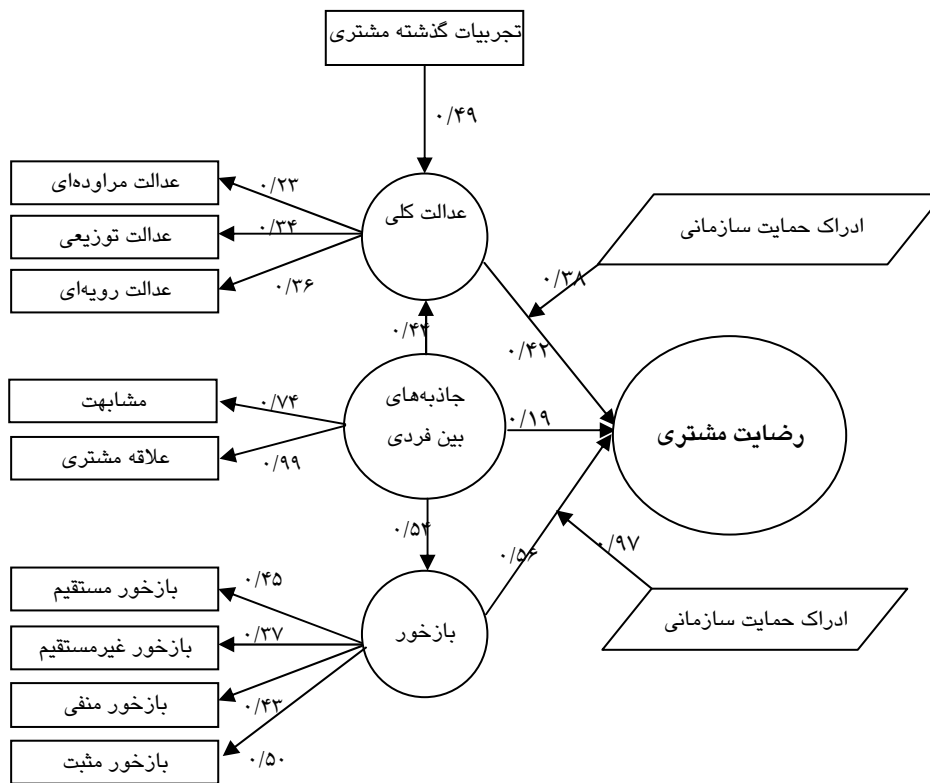 تجربیات گذشته مشتری
۰/۴۹
عدالت مراوده‌ای
۰/۲۳
عدالت کلی
ادراک حمایت سازمانی
عدالت توزیعی
۰/۳۴
عدالت رویه‌ای
۰/۳۶
۰/۳۸
۰/۴۴
۰/۴۲
مشابهت
۰/۷۴
جاذبه‌های
بین فردی
۰/۱۹
رضایت مشتری
علاقه مشتری
۰/۹۹
۰/۵۴
۰/۵۶
۰/۹۷
بازخور مستقیم
۰/۴۵
بازخور غیرمستقیم
۰/۳۷
بازخور
ادراک حمایت سازمانی
بازخور منفی
۰/۴۳
بازخور مثبت
۰/۵۰